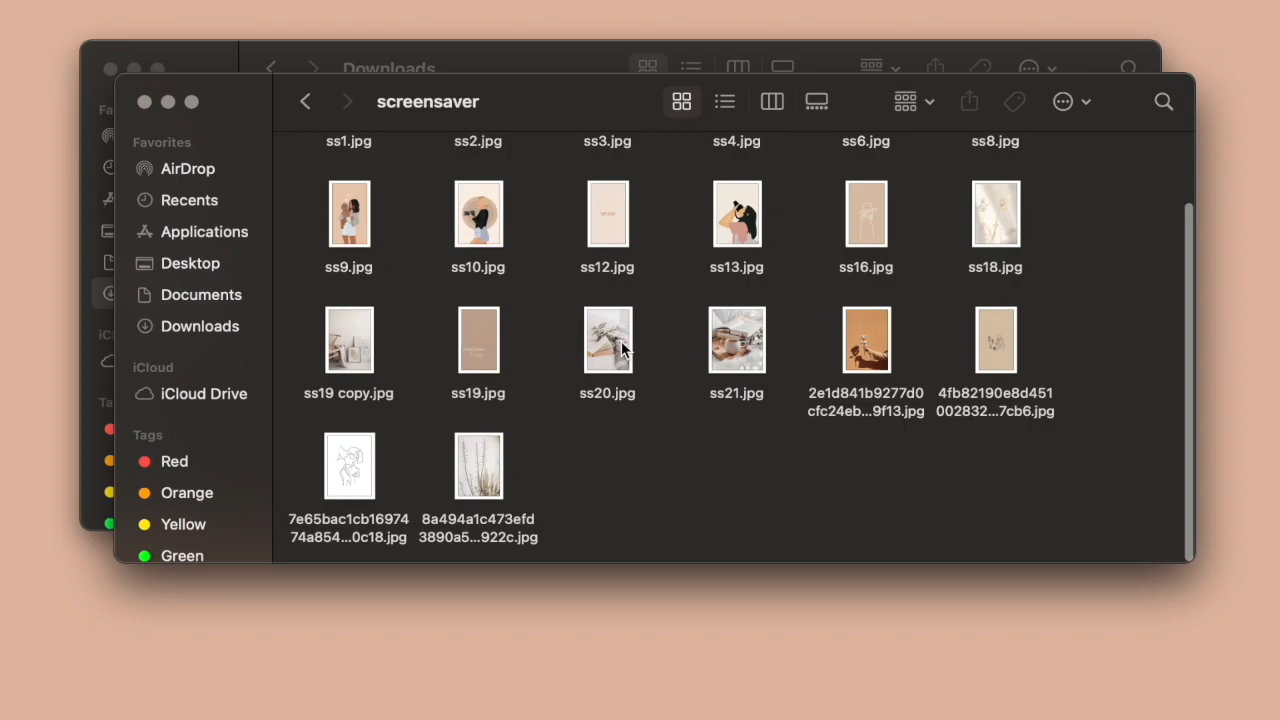 Downloads
screensaver
Fa
iC
Ta
Favorites
AirDrop
Recents
Applications
Desktop
Documents
Downloads
iCloud
iCloud Drive
Tags
Red
Orange
Yellow
Green
ss1.jpg
ss2.jpg
ss3.jpg
ss4.jpg
ss6.jpg
ss8.jpg
ss9.jpg
ss10.jpg
ss12.jpg
ss13.jpg
ss16.jpg
ss18.jpg
ss19 copy.jpg
ss19.jpg
ss20.jpg
ss21.jpg
2e1d841b9277d0
cfc24eb...9f13.jpg
4fb82190e8d451
002832...7cb6.jpg
7e65bac1cb16974
74a854...0c18.jpg
8a494a1c473efd
3890a5...922c.jpg